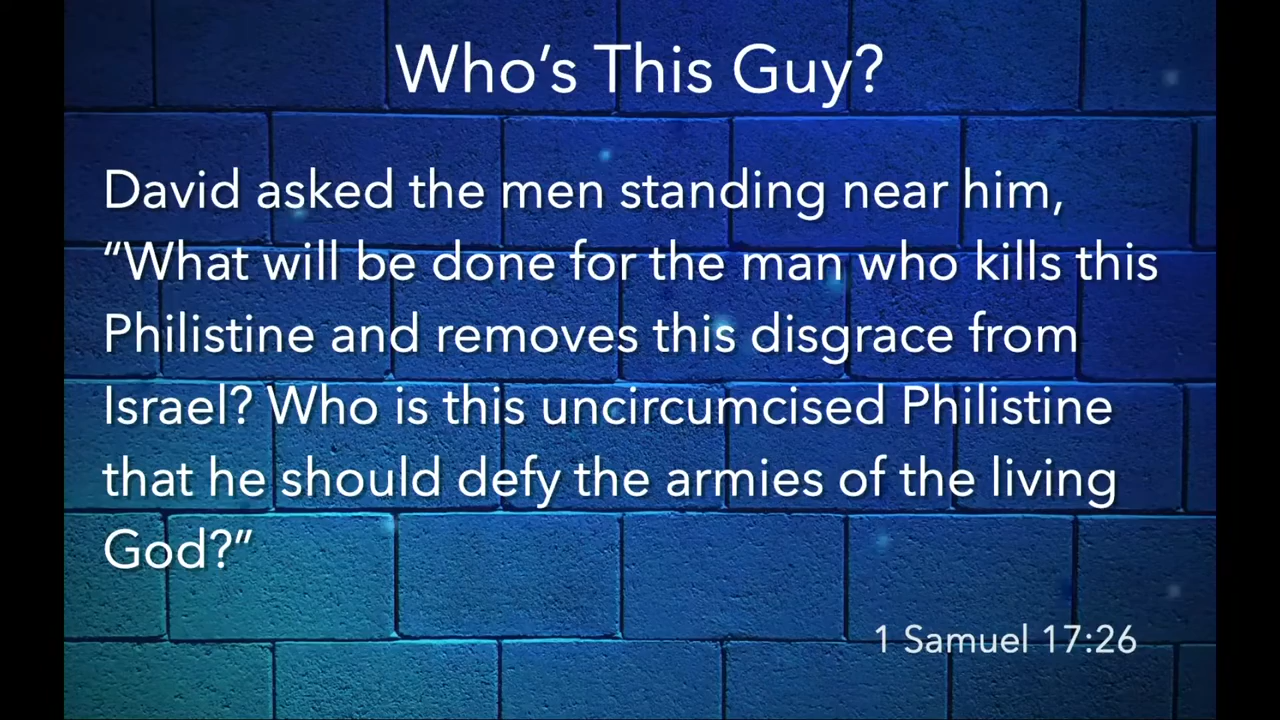 Who’s This Guy?
David asked the men standing near him,
“What will be done for the man who kills this
Philistine and removes this disgrace from
Israel? Who is this uncircumcised Philistine
that he should defy the armies of the living
God?”
1 Samuel 17:26